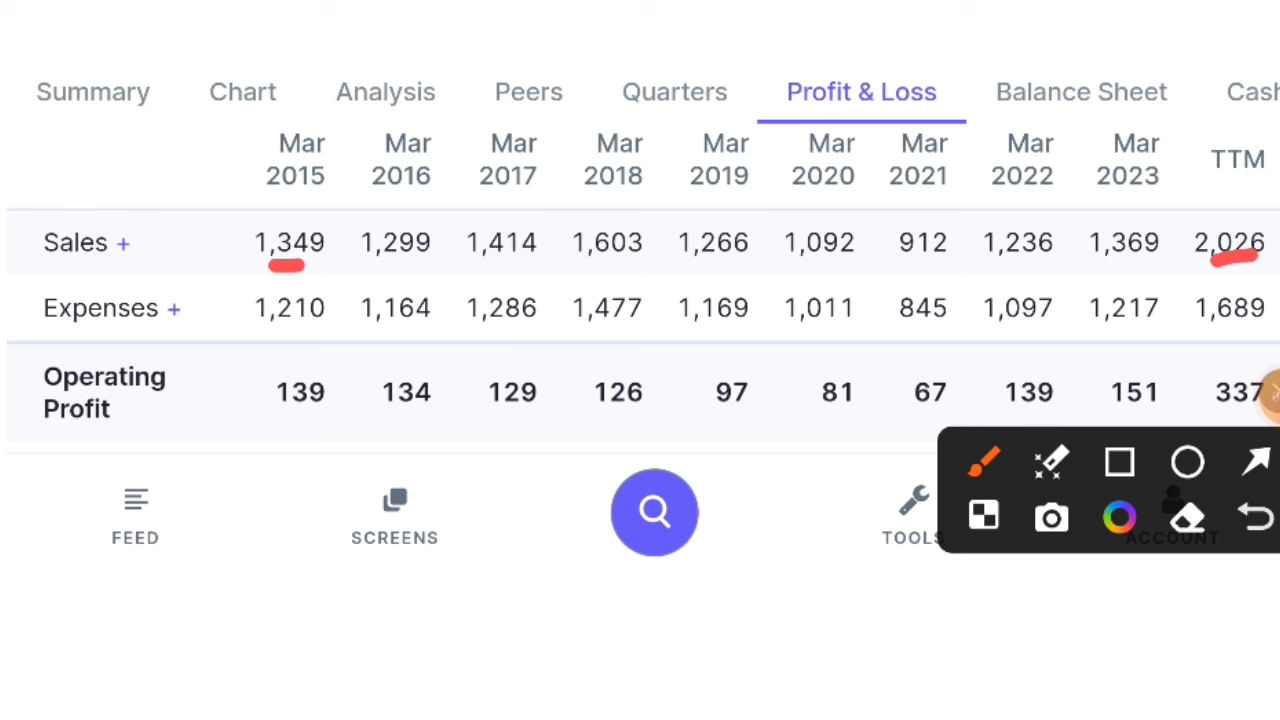 Summary Chart Analysis Peers Quarters Profit & Loss Balance Sheet Cash
Mar 2015 Mar 2016 Mar 2017 Mar 2018 Mar 2019 Mar 2020 Mar 2021 Mar 2022 Mar 2023 TTM
Sales + 1,349 1,299 1,414 1,603 1,266 1,092 912 1,236 1,369 2,026
Expenses + 1,210 1,164 1,286 1,477 1,169 1,011 845 1,097 1,217 1,689
Operating Profit 139 134 129 126 97 81 67 139 151 337
FEED SCREENS TOOLS ACCOUNT